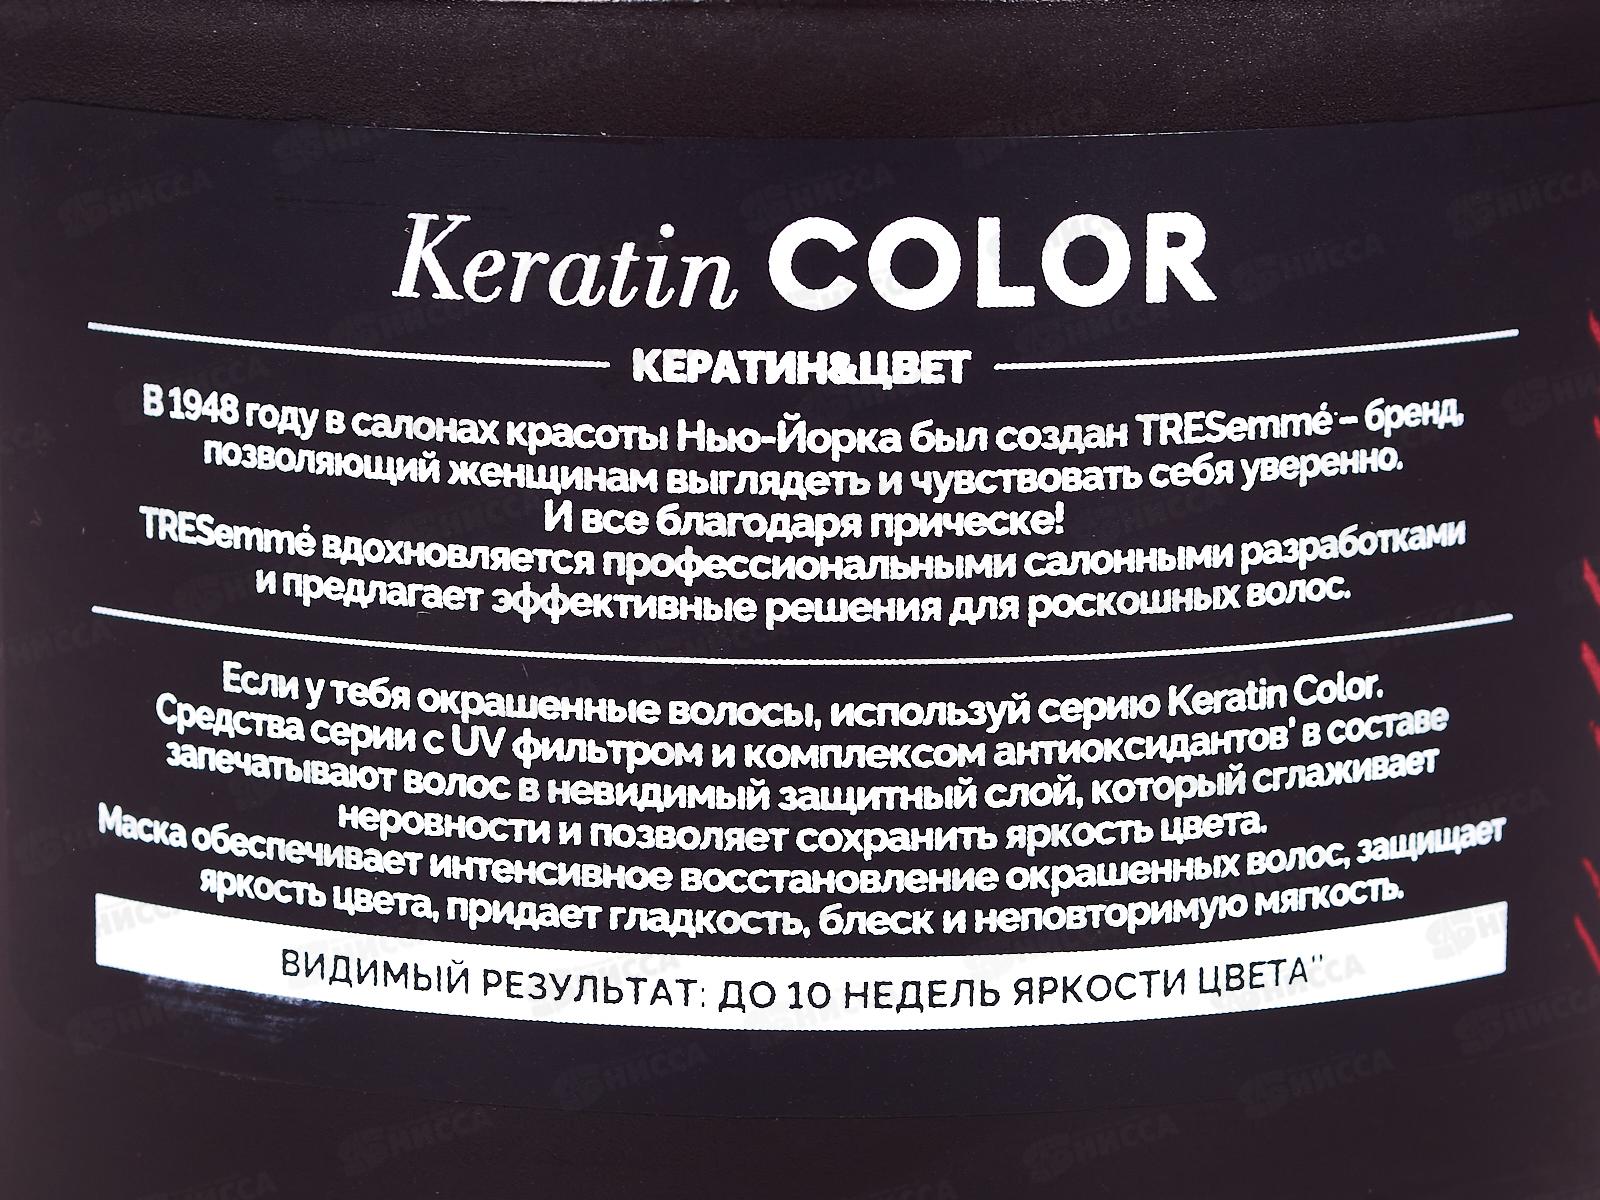 Keratin COLOR
КЕРАТИН&ЦВЕТ
В 1948 году в салонах красоты Нью-Йорка был создан TRESemmé – бренд,
позволяющий женщинам выглядеть и чувствовать себя уверенно.
И все благодаря прическе!
TRESemmé вдохновляется профессиональными салонными разработками
и предлагает эффективные решения для роскошных волос.
Если у тебя окрашенные волосы, используй серию Keratin Color.
Средства серии с UV фильтром и комплексом антиоксидантов' в составе
запечатывают волос в невидимый защитный слой, который сглаживает
неровности и позволяет сохранить яркость цвета.
Маска обеспечивает интенсивное восстановление окрашенных волос, защищает
яркость цвета, придает гладкость, блеск и неповторимую мягкость.
ВИДИМЫЙ РЕЗУЛЬТАТ: ДО 10 НЕДЕЛЬ ЯРКОСТИ ЦВЕТА''